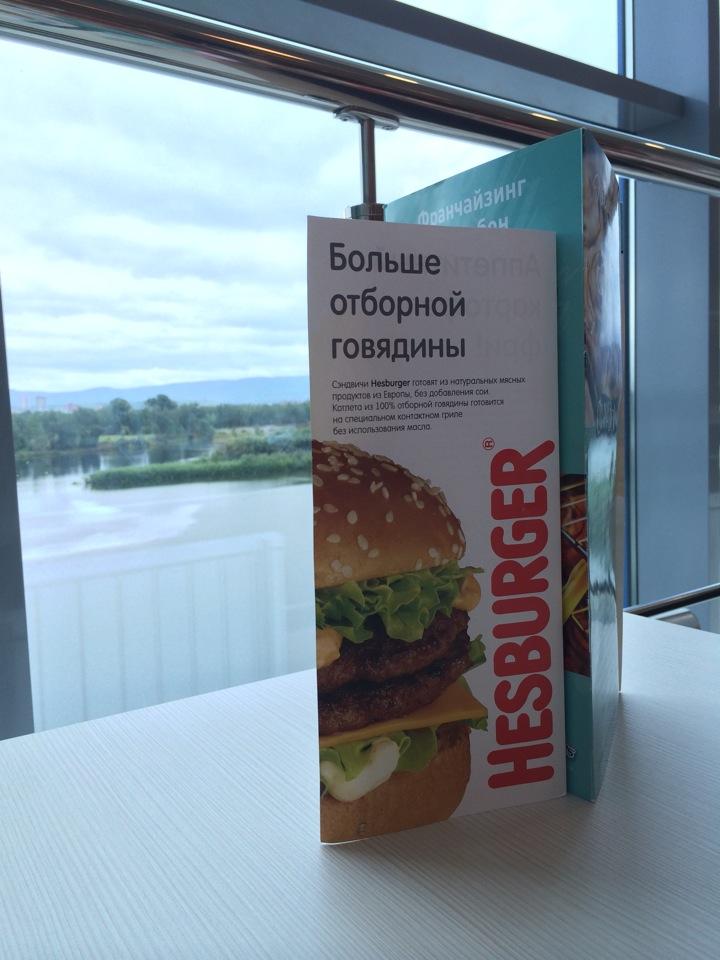 Франчайзинг
Больше
отборной
говядины
Сэндвичи Hesburger готовят из натуральных мясных
продуктов из Европы, без добавления сои.
Котлета из 100% отборной говядины готовится
на специальном контактном гриле
без использования масла.
HESBURGER®